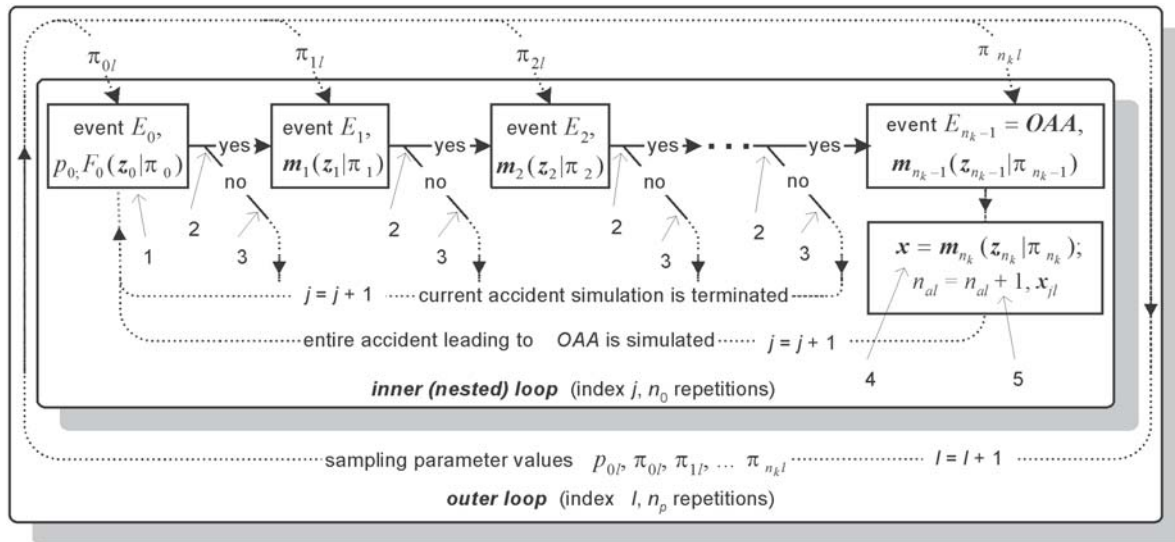 π₀ₗ π₁ₗ π₂ₗ π ₙₖₗ
event E₀, event E₁, event E₂, event Eₙₖ₋₁ = OAA,
yes yes yes yes
p₀; F₀(z₀|π₀) m₁(z₁|π₁) m₂(z₂|π₂) mₙₖ₋₁(zₙₖ₋₁|πₙₖ₋₁)
no no no no
2 2 2 2
1 3 3 3 3
x = mₙₖ(zₙₖ|πₙₖ);
nₐₗ = nₐₗ + 1, xⱼₗ
j = j + 1 current accident simulation is terminated
entire accident leading to OAA is simulated j = j + 1
4 5
inner (nested) loop (index j, n₀ repetitions)
sampling parameter values p₀ₗ, π₀ₗ, π₁ₗ, ... π ₙₖₗ l = l + 1
outer loop (index l, nₚ repetitions)